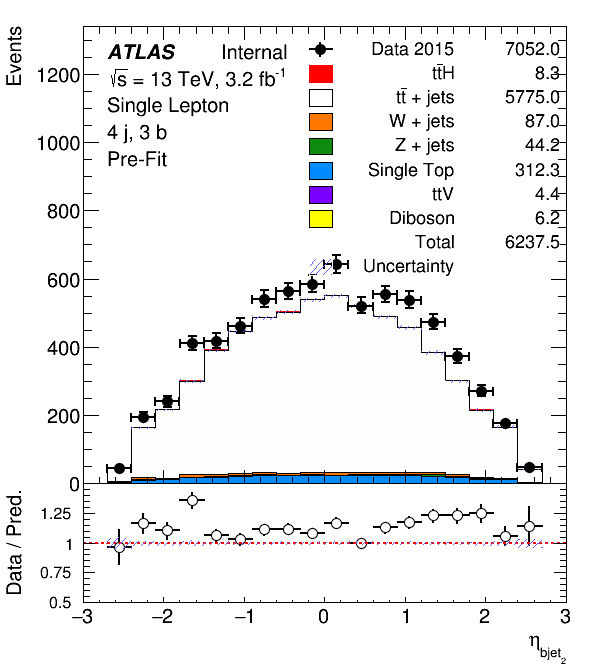 Events
ATLAS Internal
√s = 13 TeV, 3.2 fb⁻¹
Single Lepton
4 j, 3 b
Pre-Fit
Data 2015 7052.0
tt̄H 8.3
tt̄ + jets 5775.0
W + jets 87.0
Z + jets 44.2
Single Top 312.3
ttV 4.4
Diboson 6.2
Total 6237.5
Uncertainty
1200
1000
800
600
400
200
0
Data / Pred.
1.25
1
0.75
0.5
−3 −2 −1 0 1 2 3
η_bjet₂